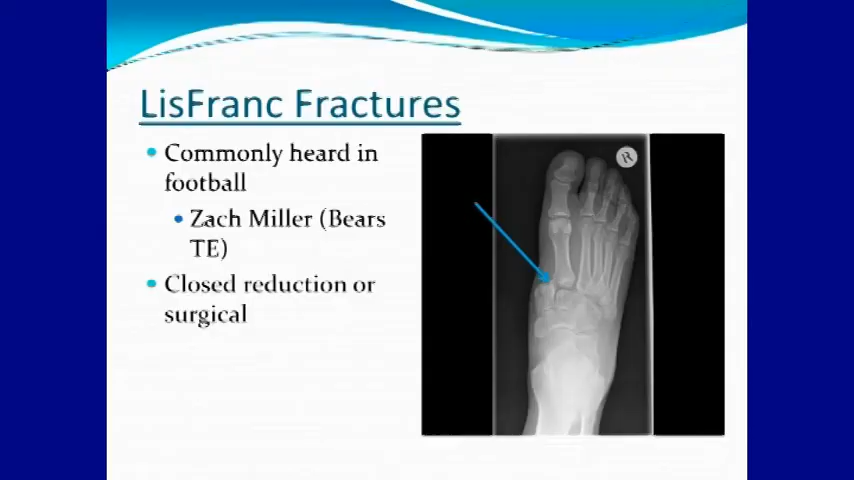 LisFranc Fractures
• Commonly heard in
football
• Zach Miller (Bears
TE)
• Closed reduction or
surgical
R